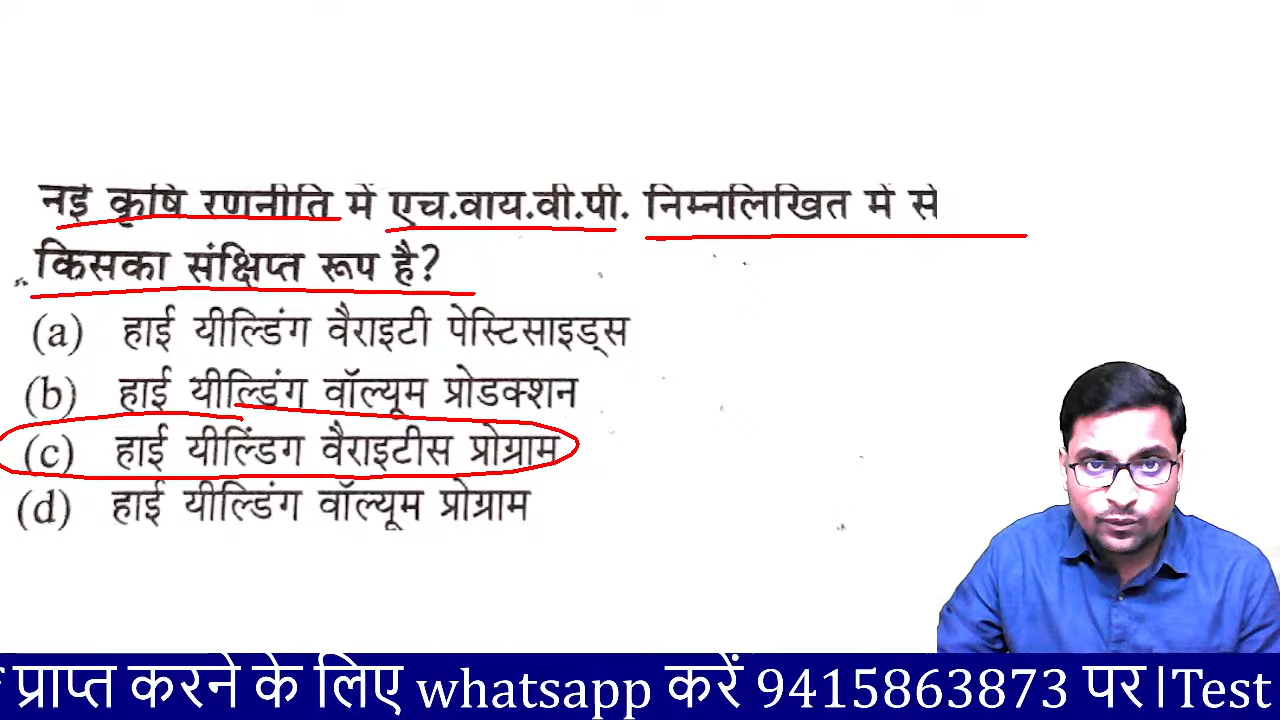 नई कृषि रणनीति में एच.वाय.वी.पी. निम्नलिखित में से
किसका संक्षिप्त रूप है?
(a) हाई यील्डिंग वैराइटी पेस्टिसाइड्स
(b) हाई यील्डिंग वॉल्यूम प्रोडक्शन
(c) हाई यील्डिंग वैराइटीस प्रोग्राम
(d) हाई यील्डिंग वॉल्यूम प्रोग्राम
प्राप्त करने के लिए whatsapp करें 9415863873 पर।Test